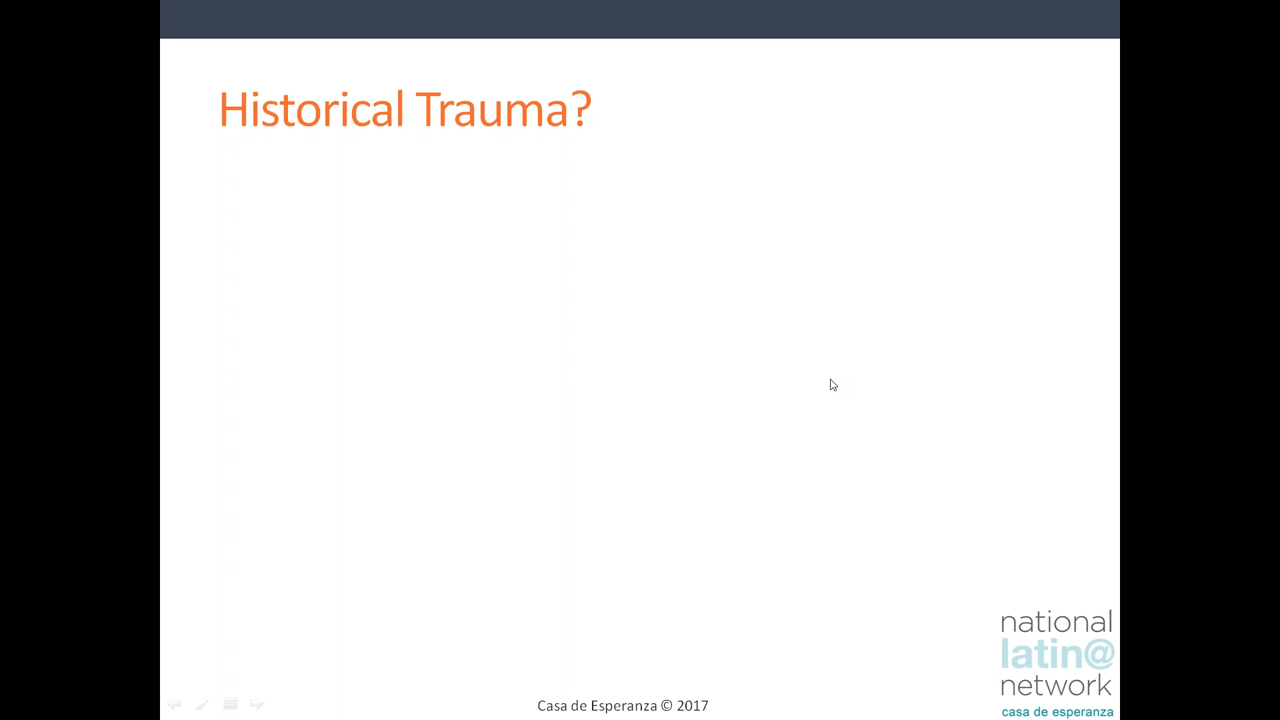 Historical Trauma?
national
latin@
network
casa de esperanza
Casa de Esperanza © 2017